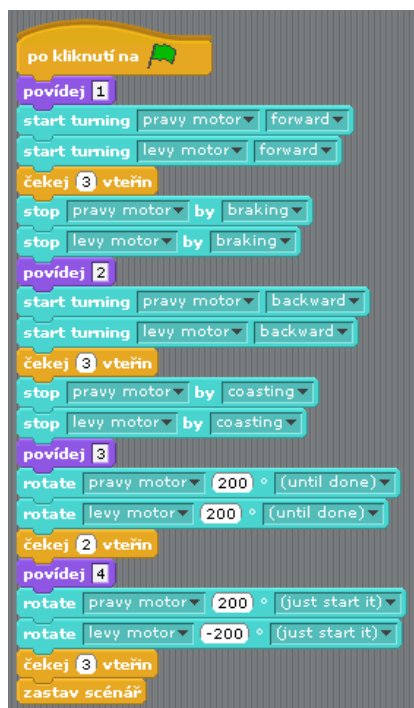 po kliknutí na
povídej 1
start turning pravy motor forward
start turning levy motor forward
čekej 3 vteřin
stop pravy motor by braking
stop levy motor by braking
povídej 2
start turning pravy motor backward
start turning levy motor backward
čekej 3 vteřin
stop pravy motor by coasting
stop levy motor by coasting
povídej 3
rotate pravy motor 200 ° (until done)
rotate levy motor 200 ° (until done)
čekej 2 vteřin
povídej 4
rotate pravy motor 200 ° (just start it)
rotate levy motor -200 ° (just start it)
čekej 3 vteřin
zastav scénář